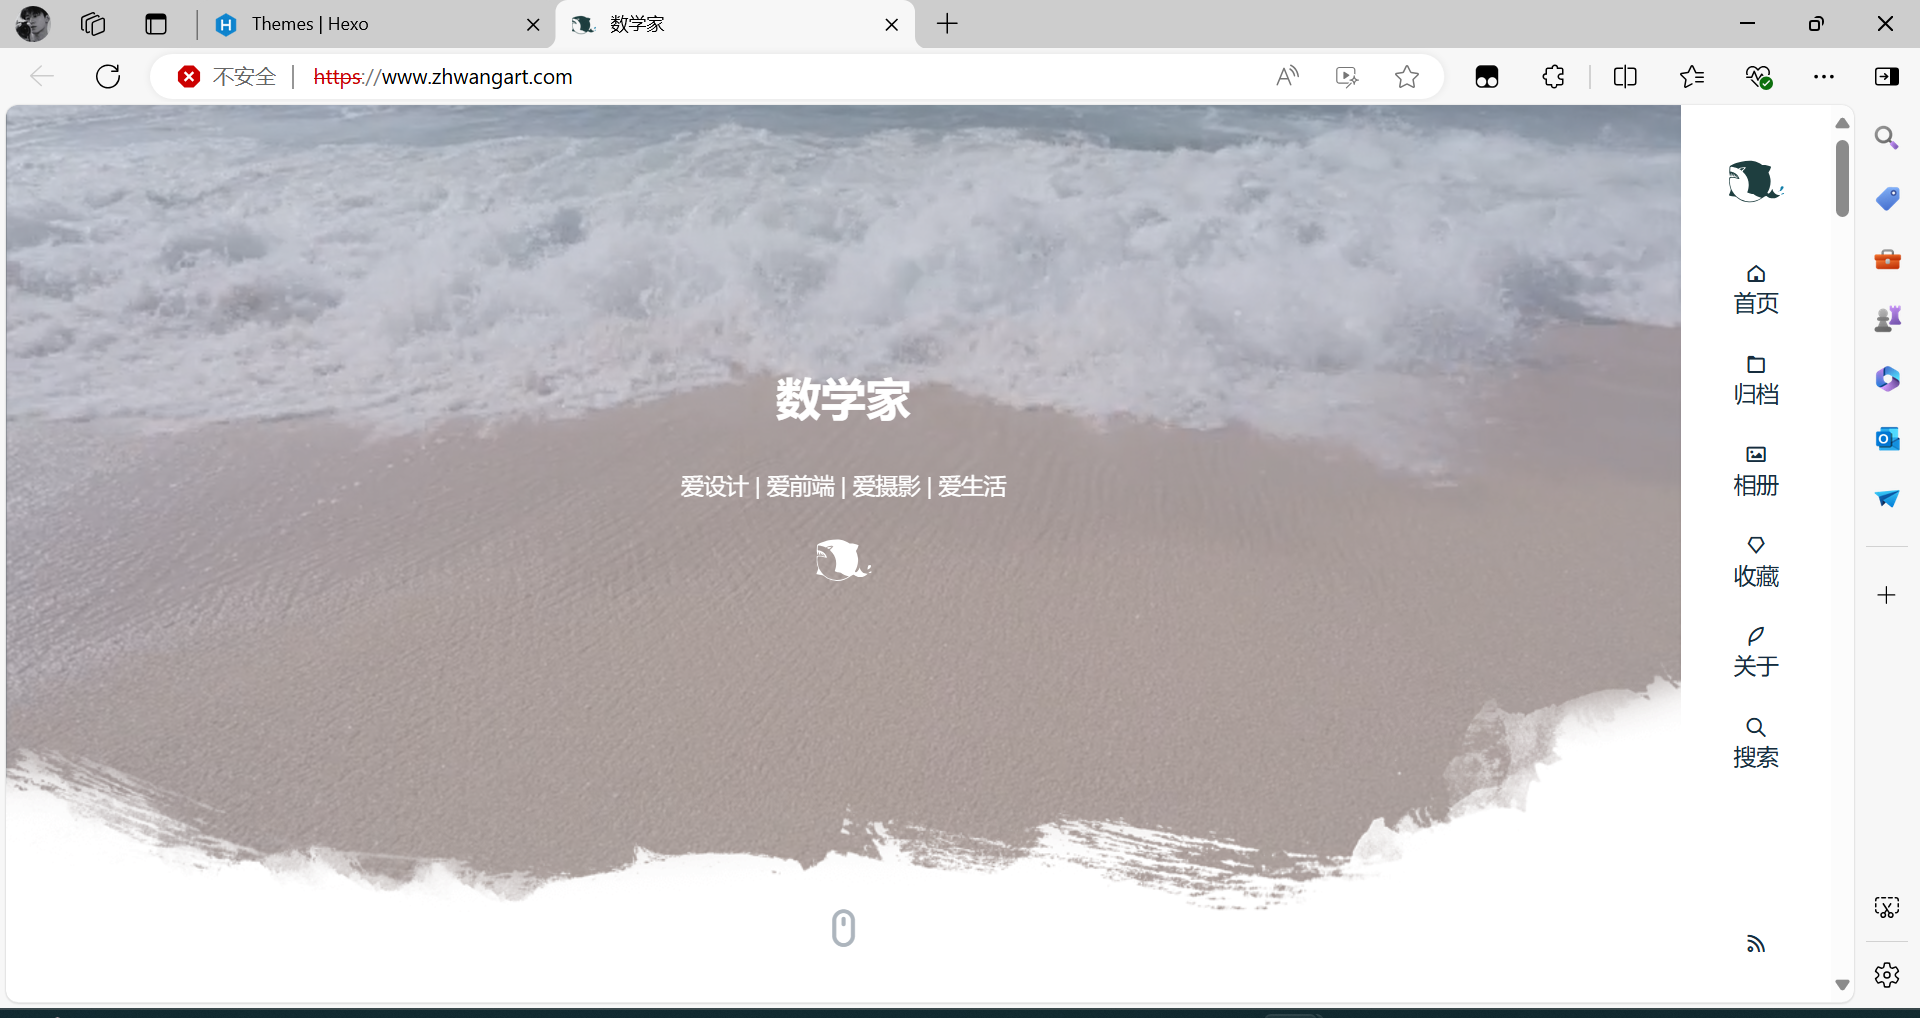 Themes | Hexo
数学家
不安全
https://www.zhwangart.com
数学家
爱设计 | 爱前端 | 爱摄影 | 爱生活
首页
归档
相册
收藏
关于
搜索